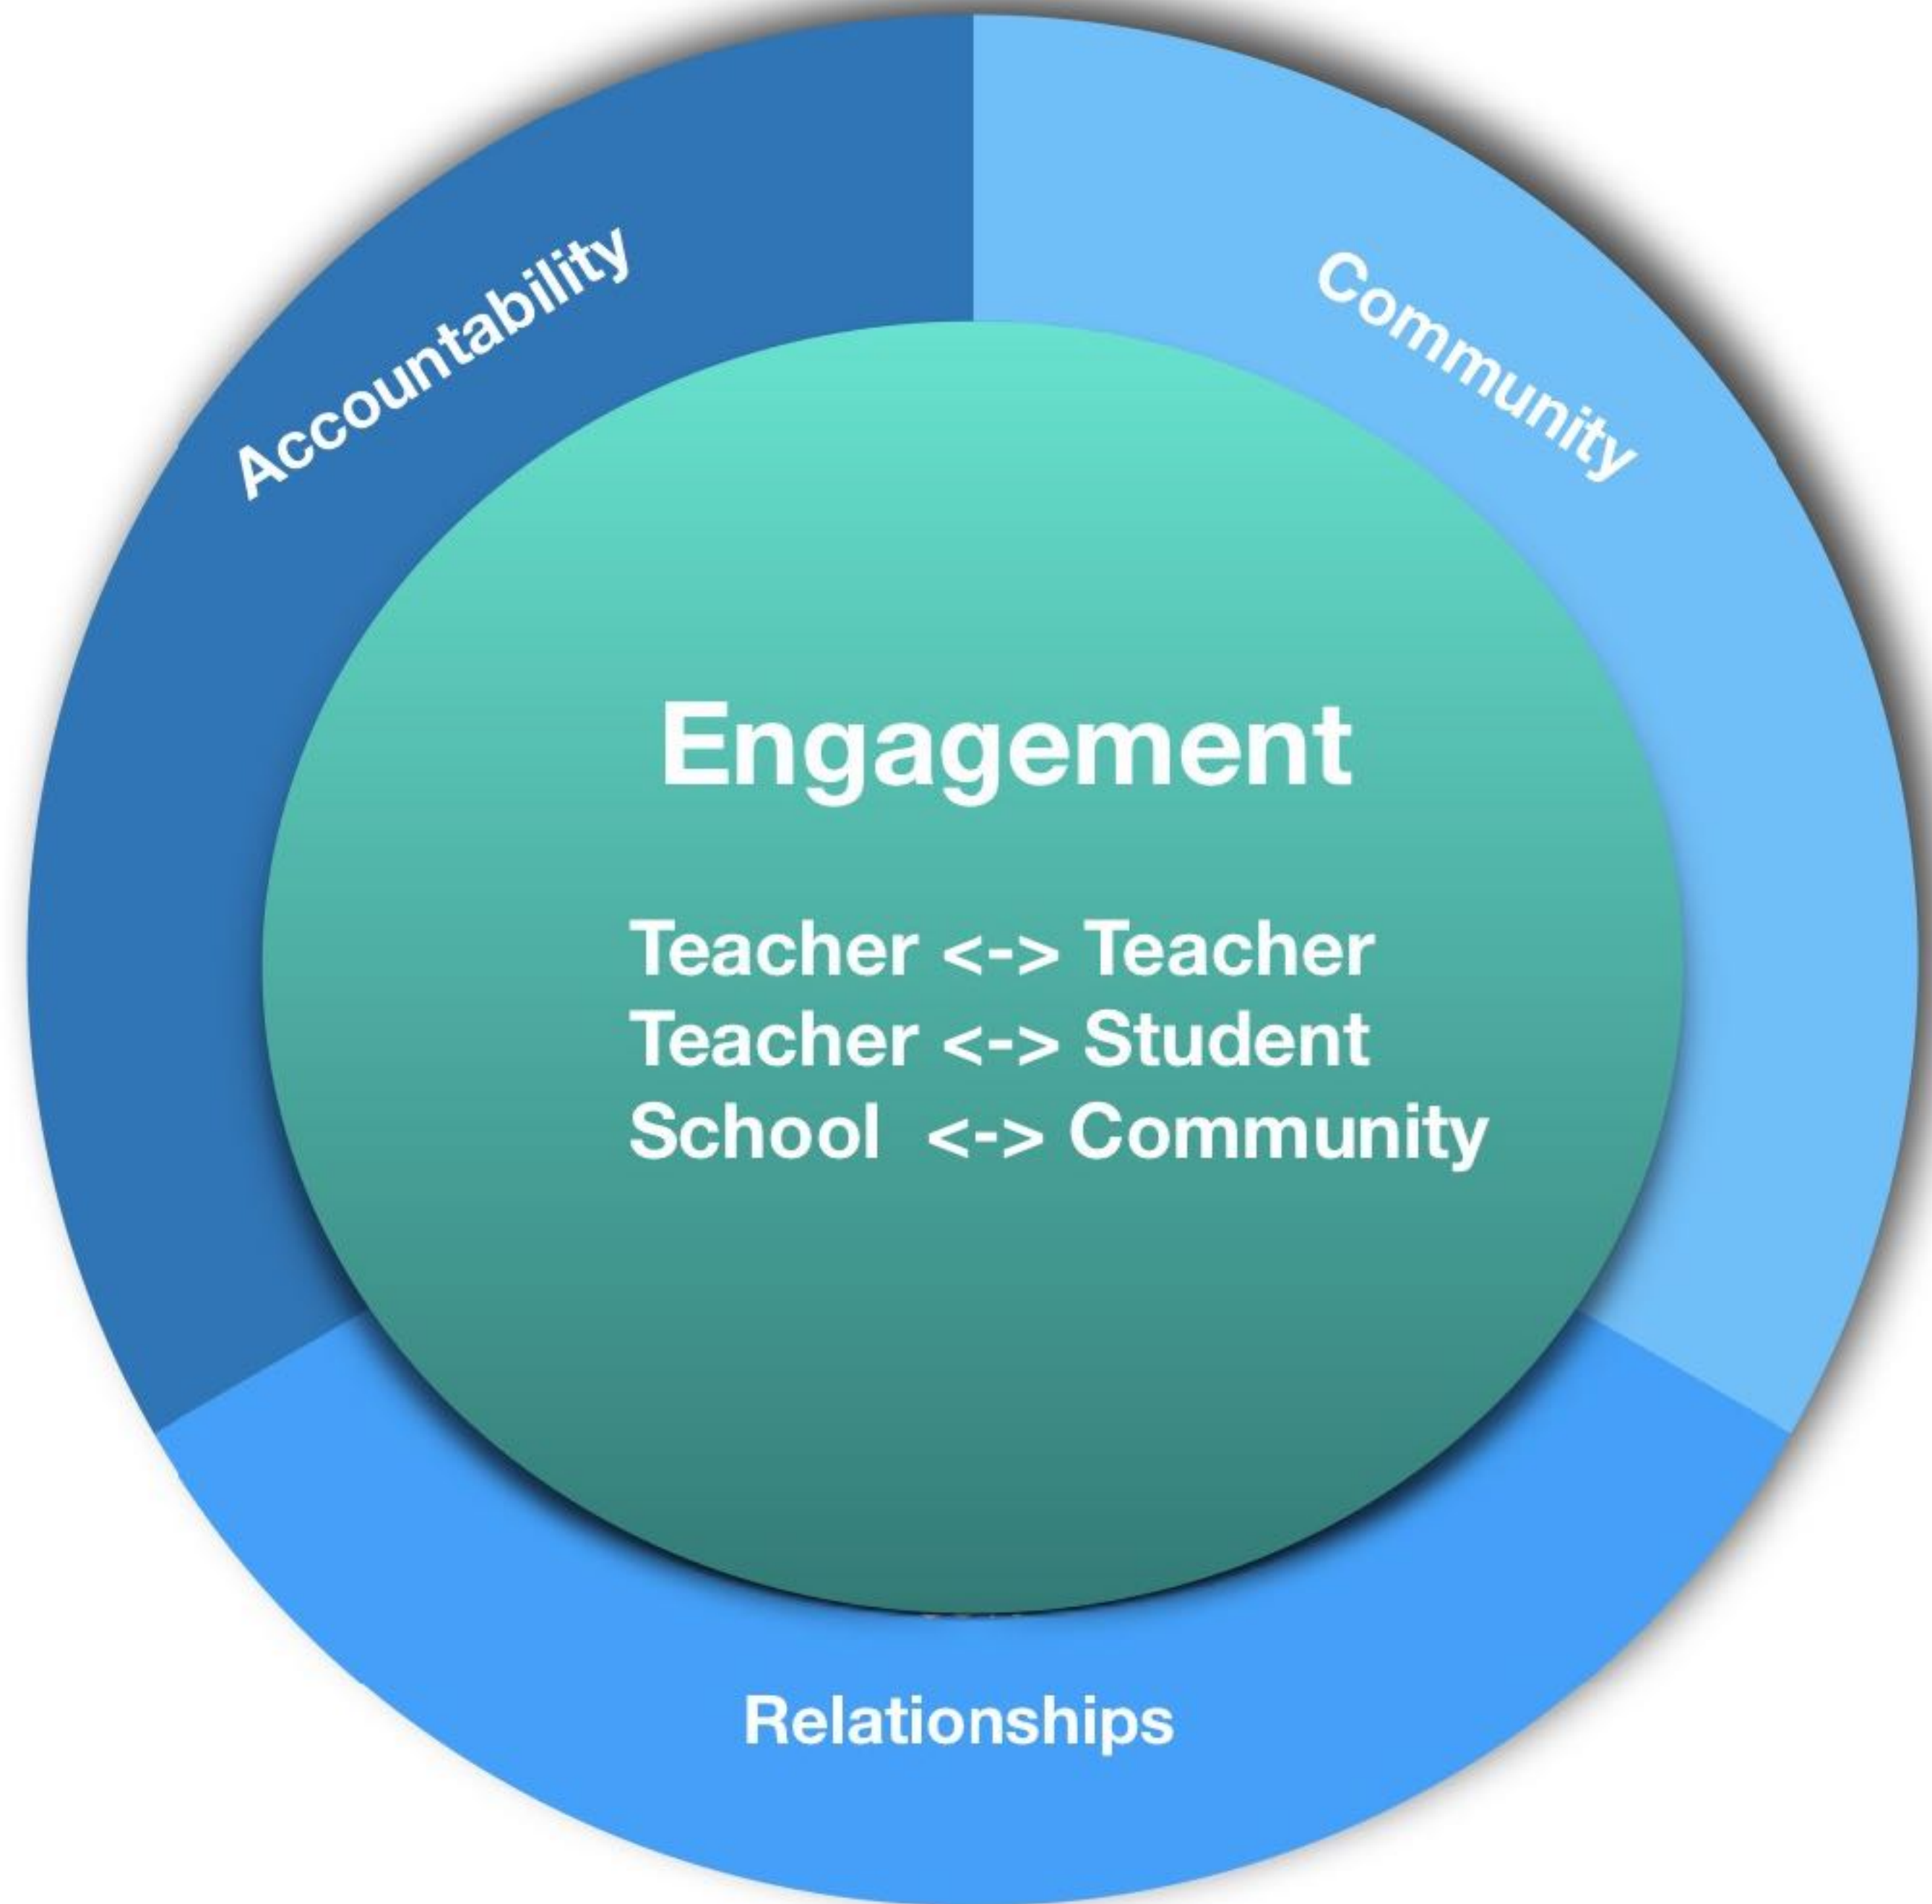 Accountability
Community
Engagement
Teacher <-> Teacher
Teacher <-> Student
School <-> Community
Relationships